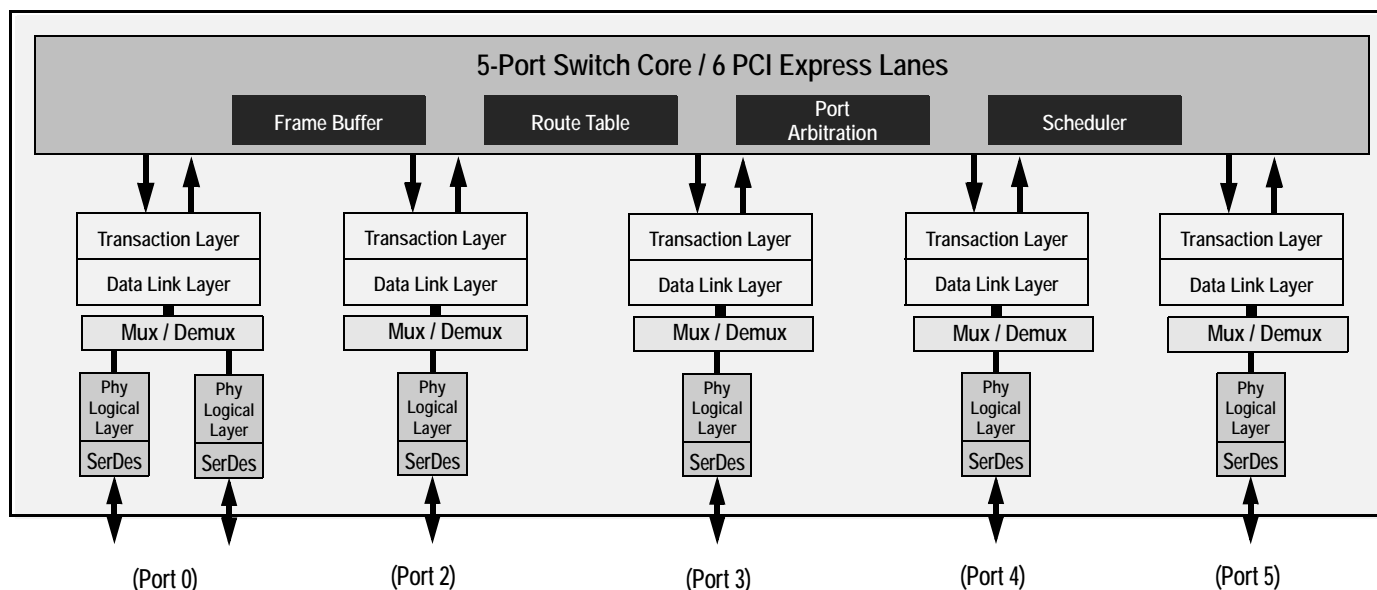 5-Port Switch Core / 6 PCI Express Lanes
Frame Buffer
Route Table
Port
Arbitration
Scheduler
Transaction Layer
Data Link Layer
Mux / Demux
Phy
Logical
Layer
SerDes
Phy
Logical
Layer
SerDes
(Port 0)
Transaction Layer
Data Link Layer
Mux / Demux
Phy
Logical
Layer
SerDes
(Port 2)
Transaction Layer
Data Link Layer
Mux / Demux
Phy
Logical
Layer
SerDes
(Port 3)
Transaction Layer
Data Link Layer
Mux / Demux
Phy
Logical
Layer
SerDes
(Port 4)
Transaction Layer
Data Link Layer
Mux / Demux
Phy
Logical
Layer
SerDes
(Port 5)